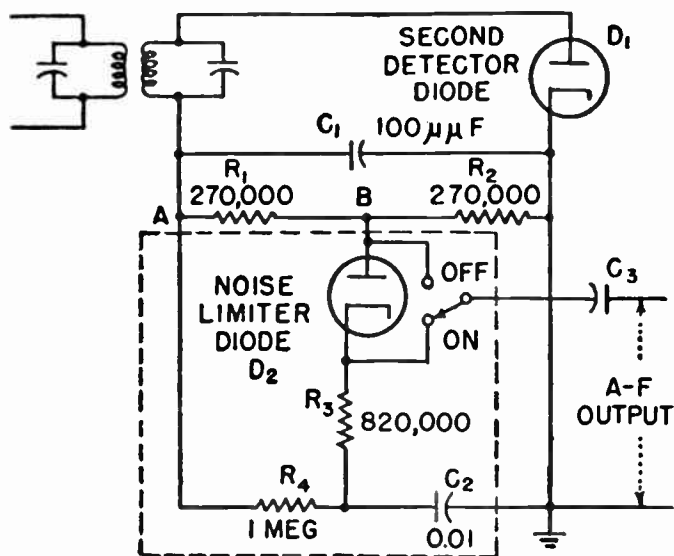 SECOND
DETECTOR
DIODE
D₁
C₁
100μμF
R₁
270,000
B
R₂
270,000
A
NOISE
LIMITER
DIODE
D₂
OFF
ON
C₃
R₃
820,000
A-F
OUTPUT
R₄
1 MEG
C₂
0.01